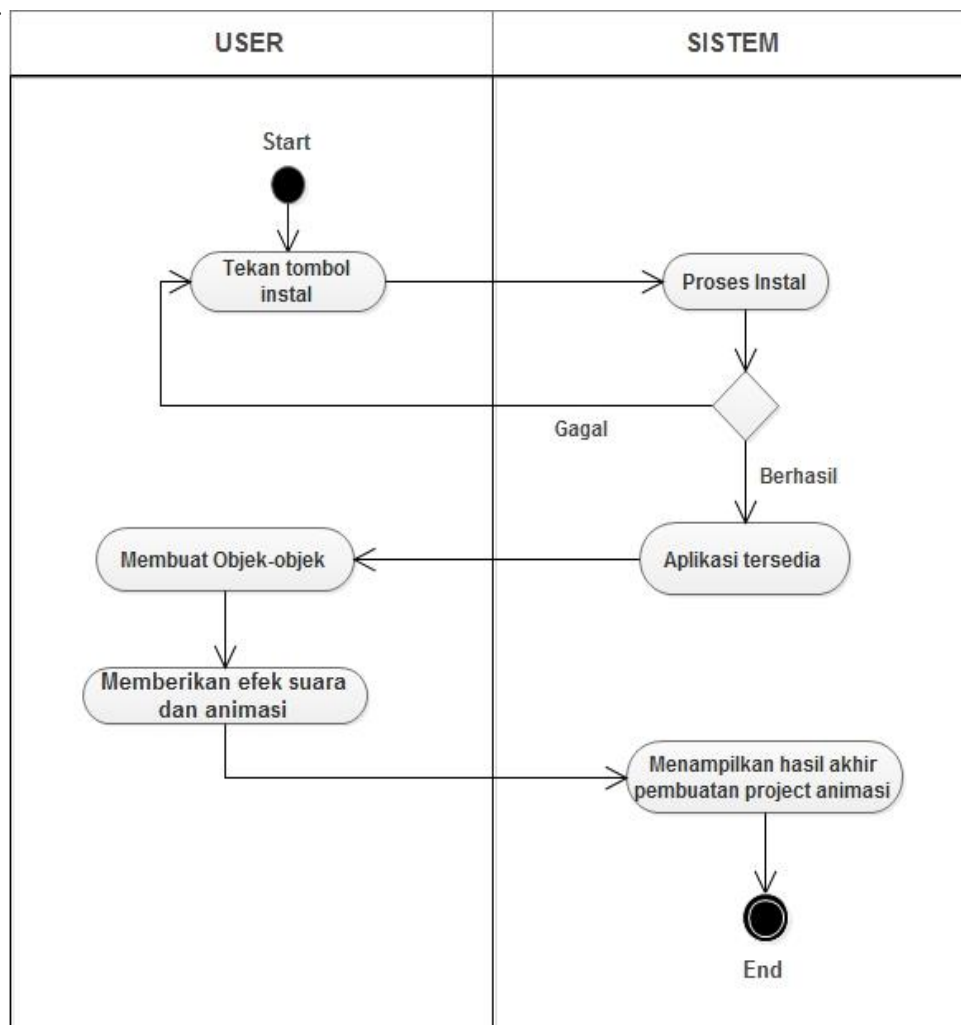 USER
SISTEM
Start
Tekan tombol
instal
Proses Instal
Gagal
Berhasil
Membuat Objek-objek
Aplikasi tersedia
Memberikan efek suara
dan animasi
Menampilkan hasil akhir
pembuatan project animasi
End